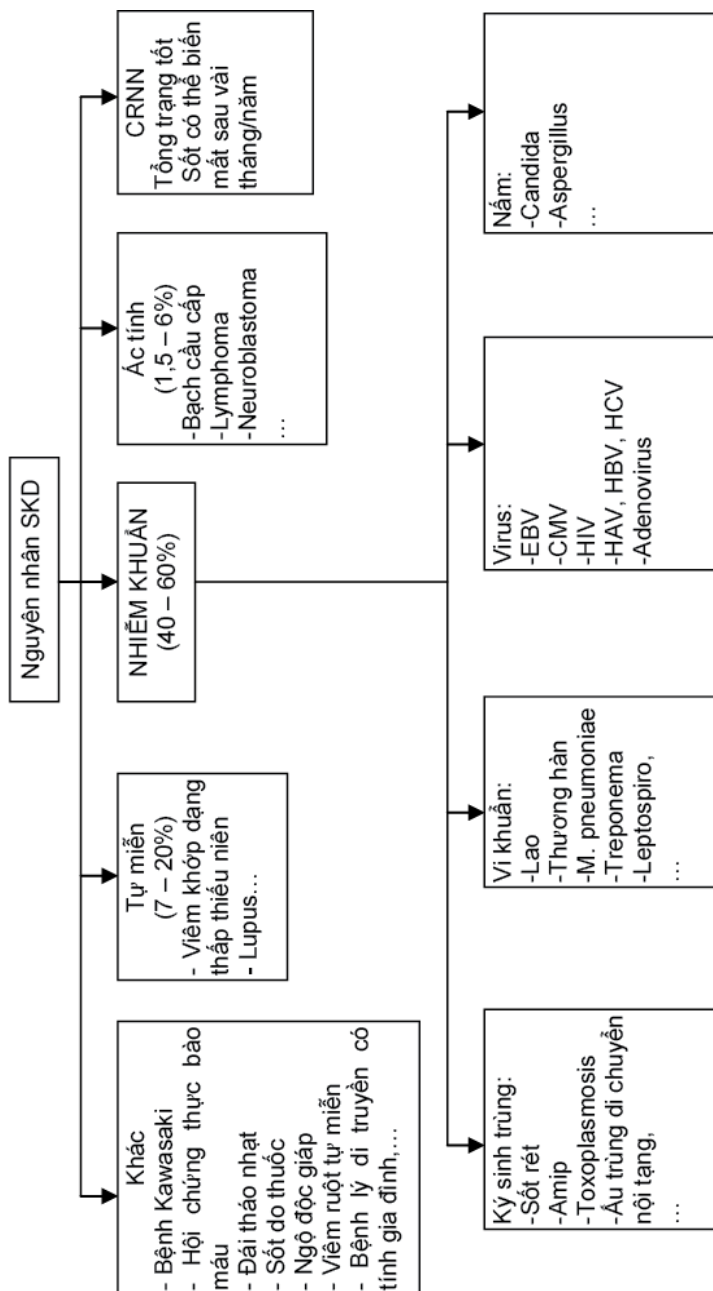 Nguyên nhân SKD
Khác
- Bệnh Kawasaki
- Hội chứng thực bào
máu
- Đái tháo nhạt
- Sốt do thuốc
- Ngộ độc giáp
- Viêm ruột tự miễn
- Bệnh lý di truyền có
tính gia đình,…
Tự miễn
(7 – 20%)
- Viêm khớp dạng
thấp thiếu niên
- Lupus…
NHIỄM KHUẨN
(40 – 60%)
Ác tính
(1,5 – 6%)
-Bạch cầu cấp
-Lymphoma
-Neuroblastoma
…
CRNN
Tổng trạng tốt
Sốt có thể biến
mất sau vài
tháng/năm
Ký sinh trùng:
-Sốt rét
-Amip
-Toxoplasmosis
-Ấu trùng di chuyển
nội tạng,
…
Vi khuẩn:
-Lao
-Thương hàn
-M. pneumoniae
-Treponema
-Leptospiro,
…
Virus:
-EBV
-CMV
-HIV
-HAV, HBV, HCV
-Adenovirus
Nấm:
-Candida
-Aspergillus
…